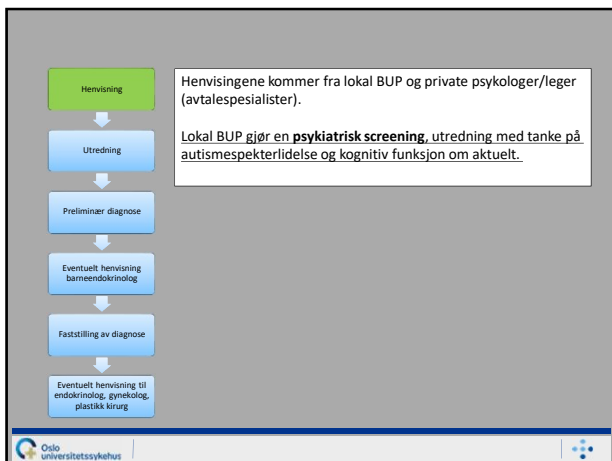 Henvisning
Utredning
Preliminær diagnose
Eventuelt henvisning
barneendokrinolog
Faststilling av diagnose
Eventuelt henvisning til
endokrinolog, gynekolog,
plastikk kirurg
Henvisingene kommer fra lokal BUP og private psykologer/leger
(avtalespesialister).
Lokal BUP gjør en psykiatrisk screening, utredning med tanke på
autismespekterlidelse og kognitiv funksjon om aktuelt.
Oslo
universitetssykehus